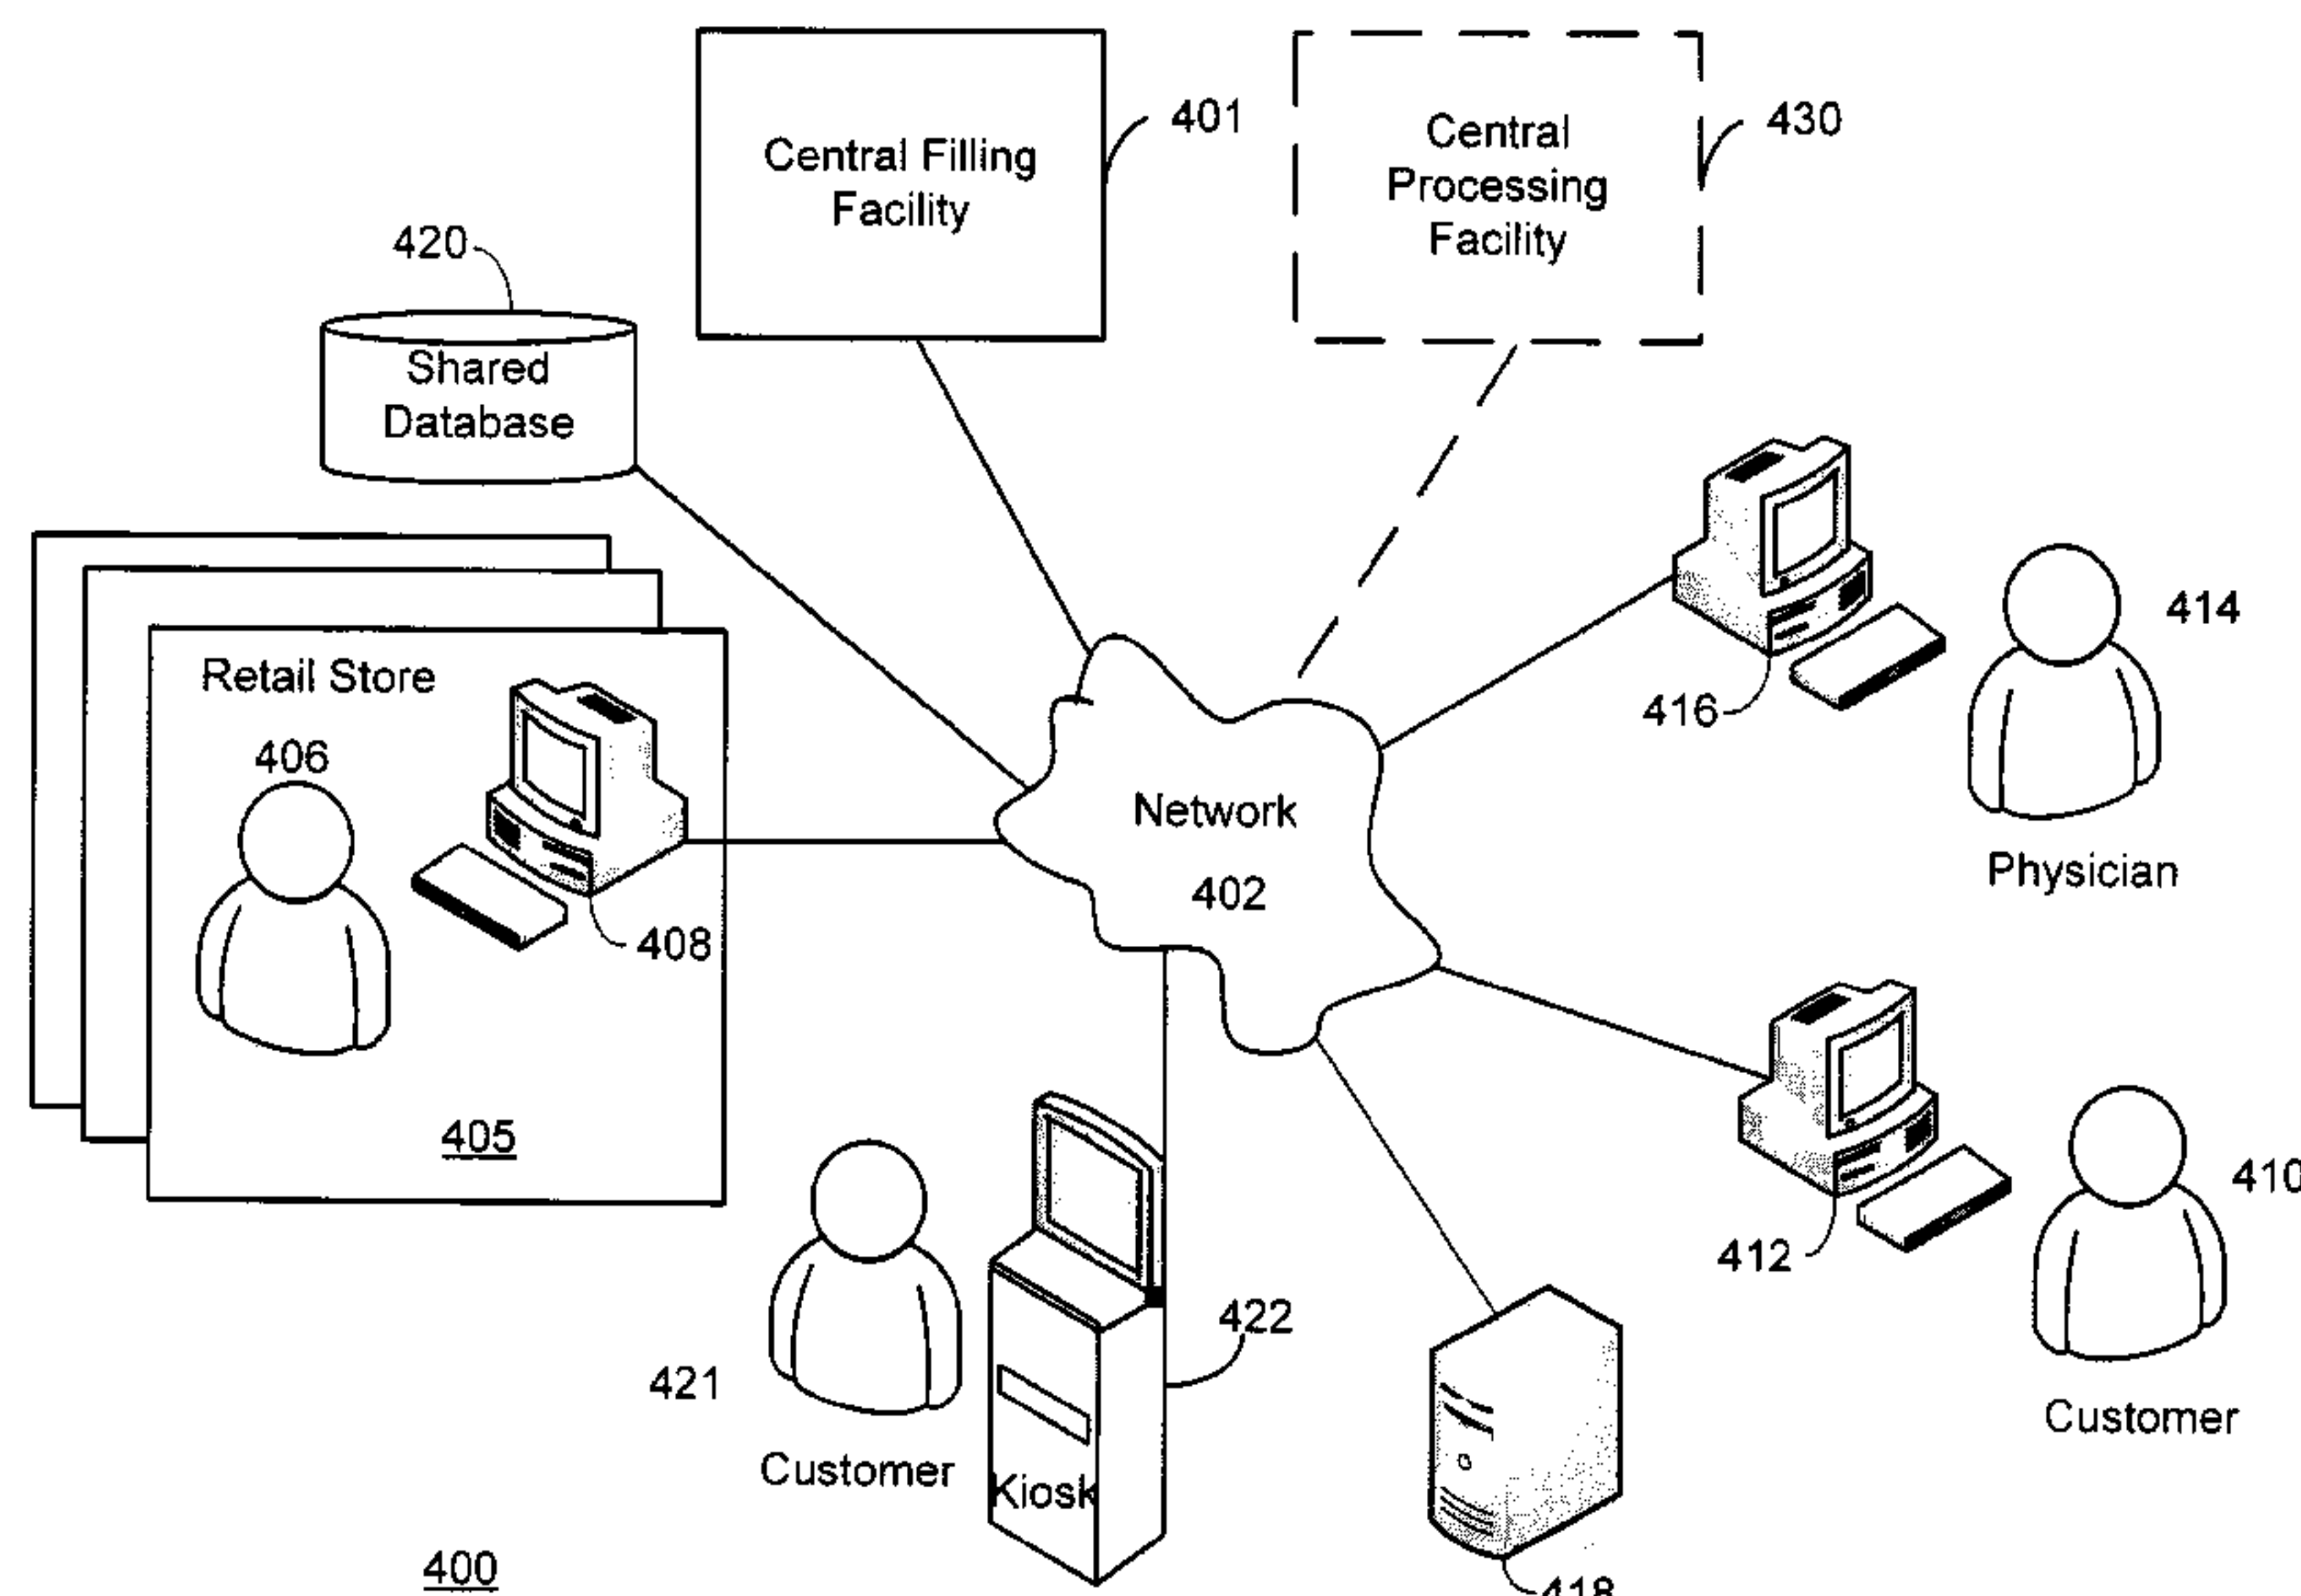 Central Filling
Facility
401
Central
Processing
Facility
430
420
Shared
Database
Retail Store
406
408
405
Network
402
416
414
Physician
412
410
Customer
421
Customer
Kiosk
422
418
400